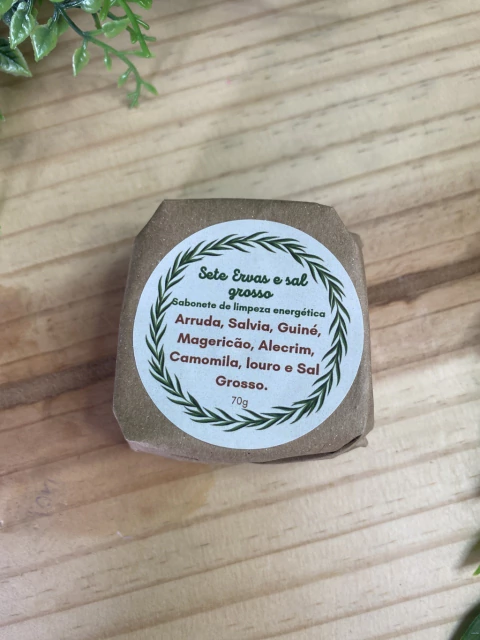 Sete Ervas e sal
grosso
Sabonete de limpeza energética
Arruda, Salvia, Guiné,
Magericão, Alecrim,
Camomila, louro e Sal
Grosso.
70g